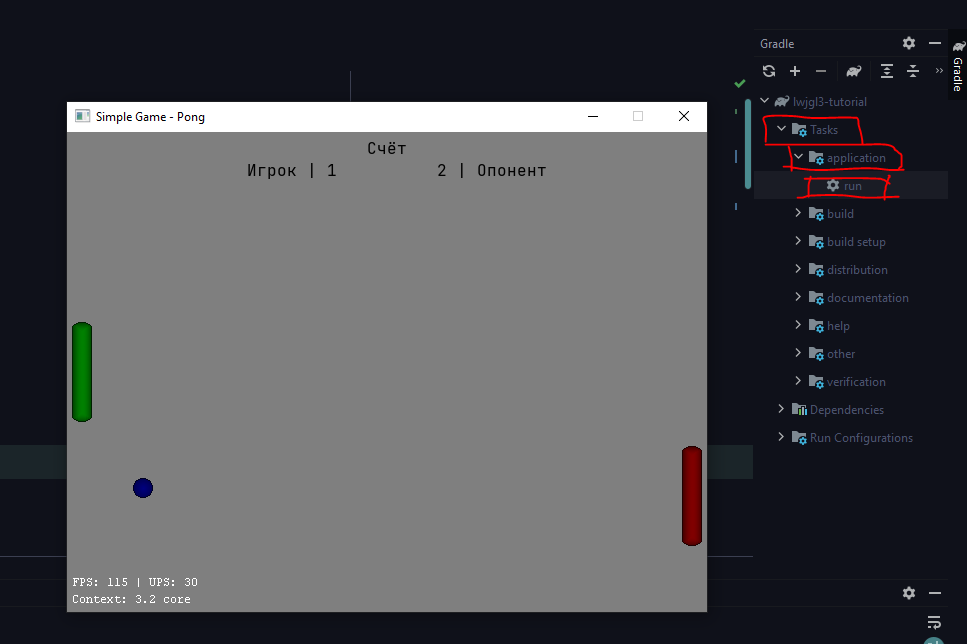 Simple Game - Pong
Счёт
Игрок | 1
2 | Опонент
FPS: 115 | UPS: 30
Context: 3.2 core
Gradle
lwjgl3-tutorial
Tasks
application
run
build
build setup
distribution
documentation
help
other
verification
Dependencies
Run Configurations
Gradle